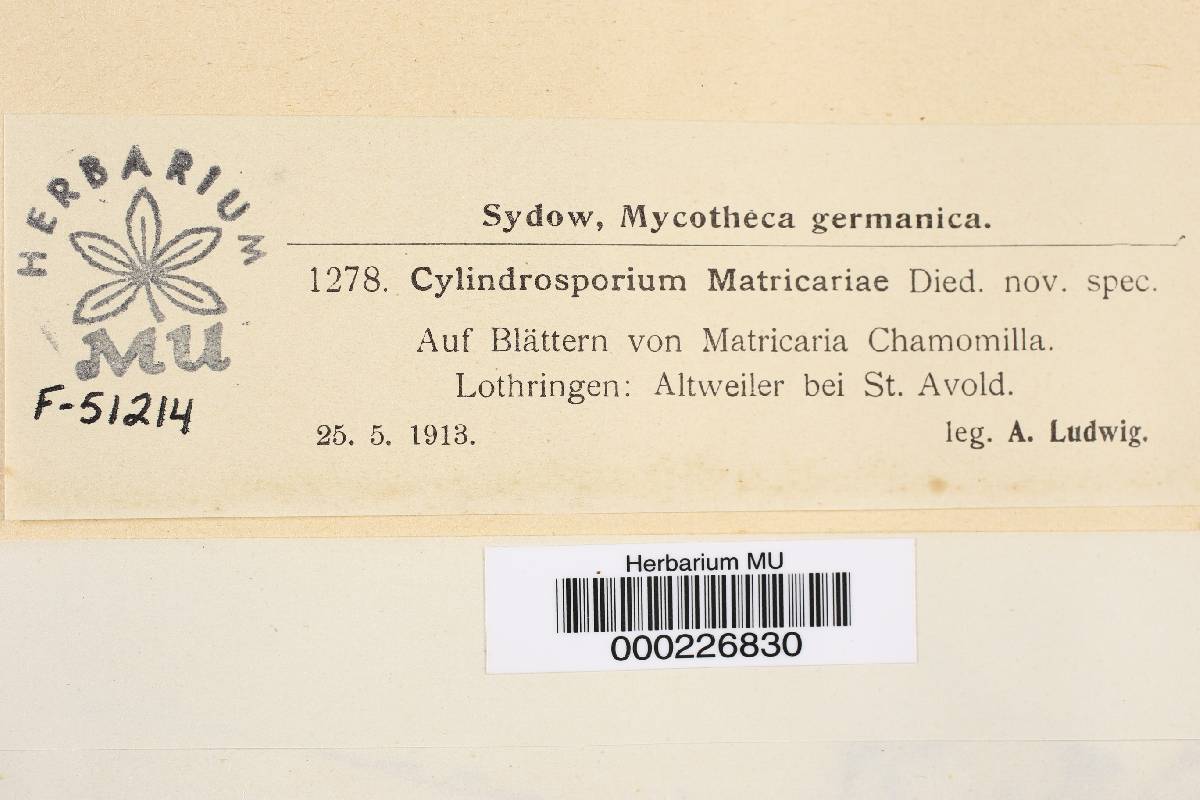 HERBARIUM
MU
F-51214
Sydow, Mycotheca germanica.
1278. Cylindrosporium Matricariae Died. nov. spec.
Auf Blättern von Matricaria Chamomilla.
Lothringen: Altweiler bei St. Avold.
25. 5. 1913. leg. A. Ludwig.
Herbarium MU
000226830